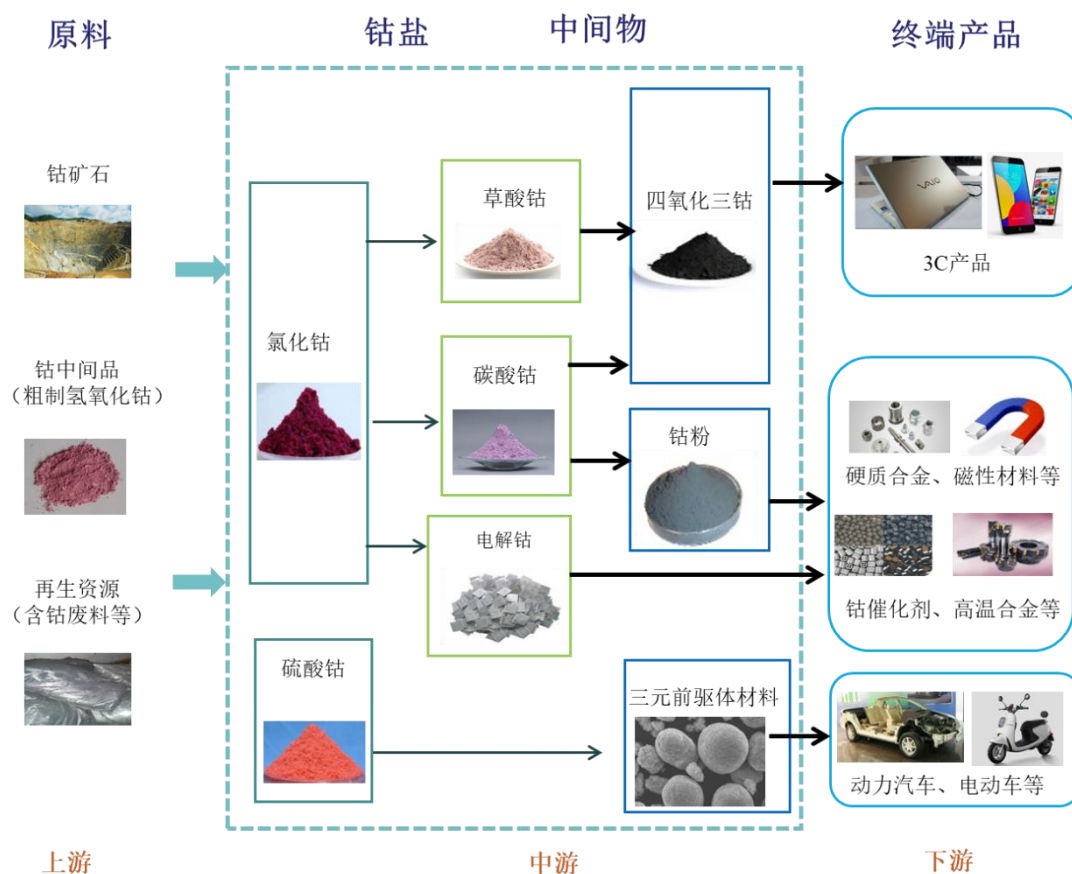 原料
钴盐
中间物
终端产品
钴矿石
钴中间品
（粗制氢氧化钴）
再生资源
（含钴废料等）
氯化钴
硫酸钴
草酸钴
碳酸钴
电解钴
四氧化三钴
钴粉
三元前驱体材料
VAIO
3C产品
硬质合金、磁性材料等
钴催化剂、高温合金等
动力汽车、电动车等
上游
中游
下游